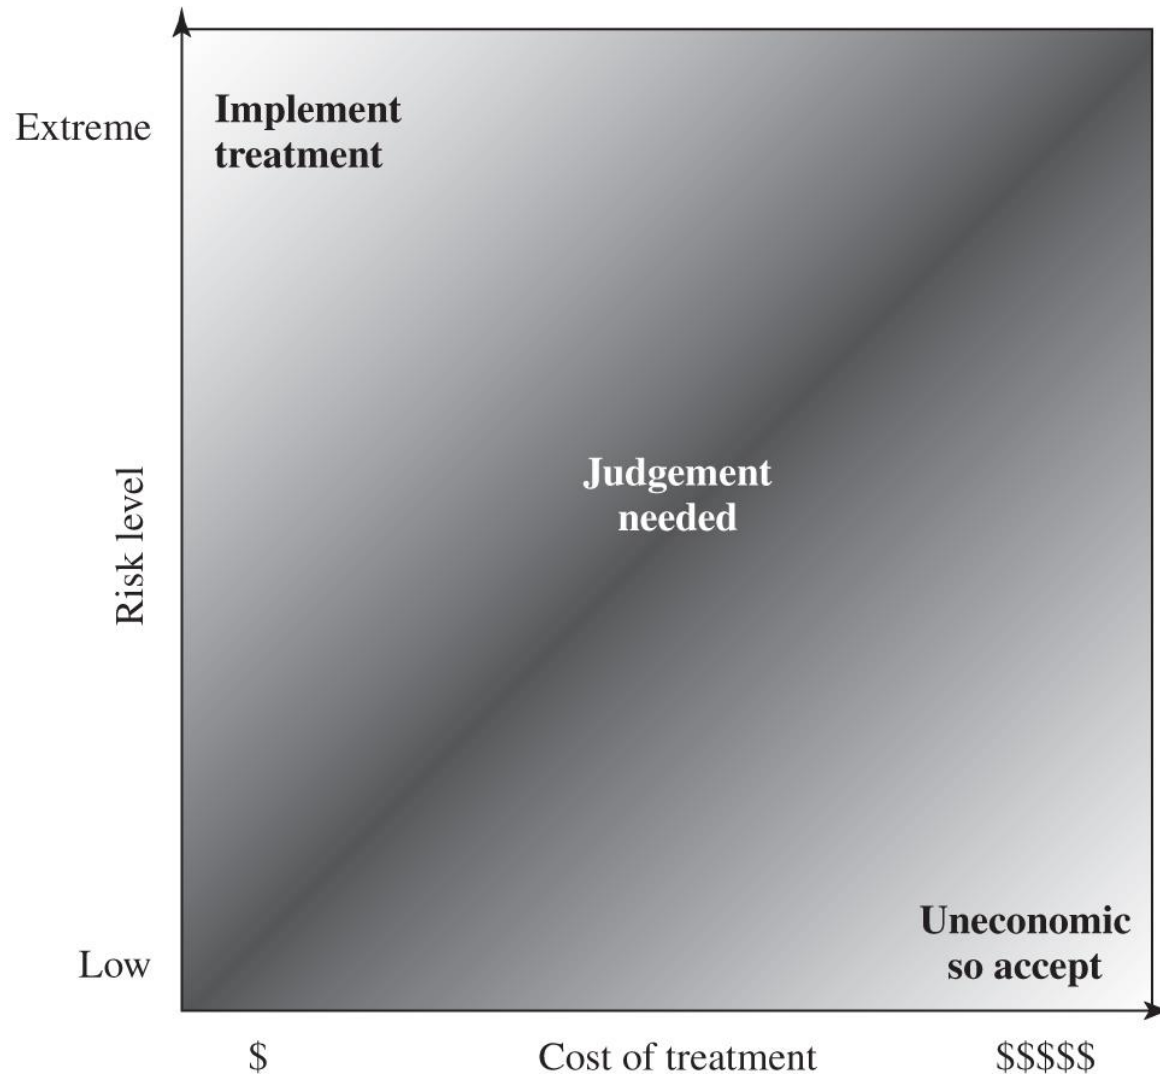 Extreme
Implement
treatment
Risk level
Judgement
needed
Low
Uneconomic
so accept
$
Cost of treatment
$$$$$